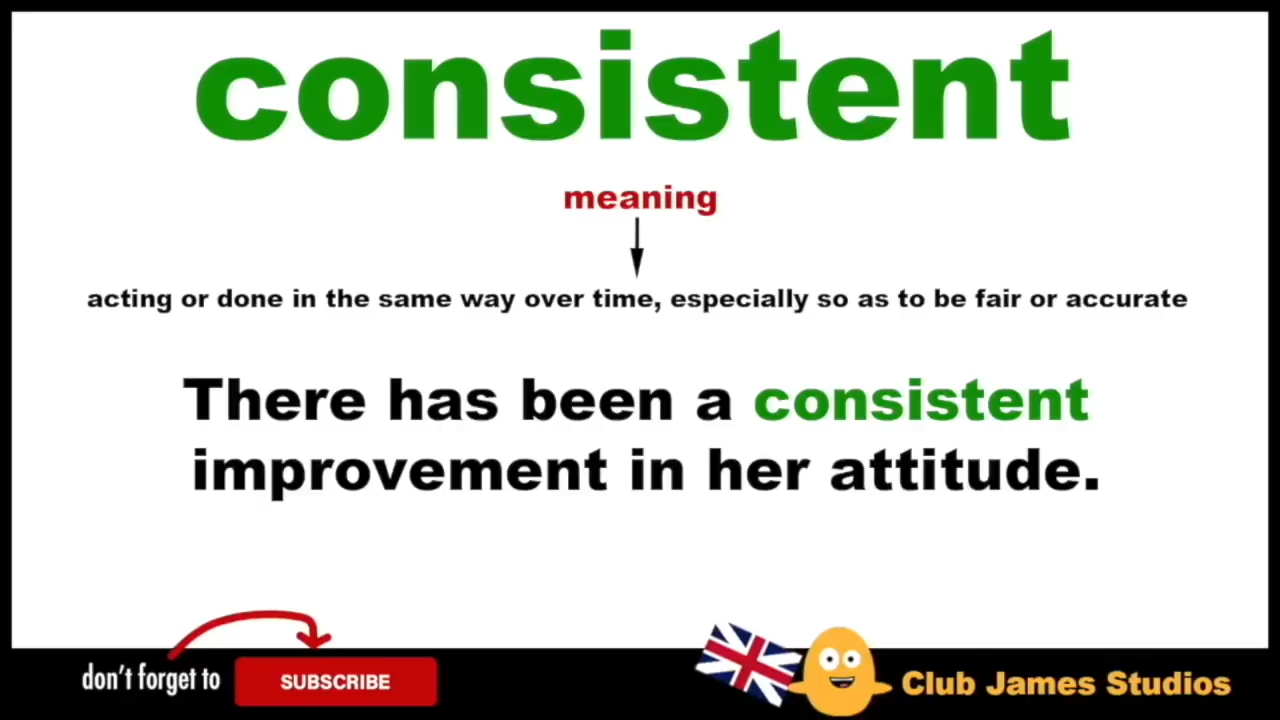 consistent
meaning
acting or done in the same way over time, especially so as to be fair or accurate
There has been a consistent
improvement in her attitude.
don't forget to SUBSCRIBE
Club James Studios